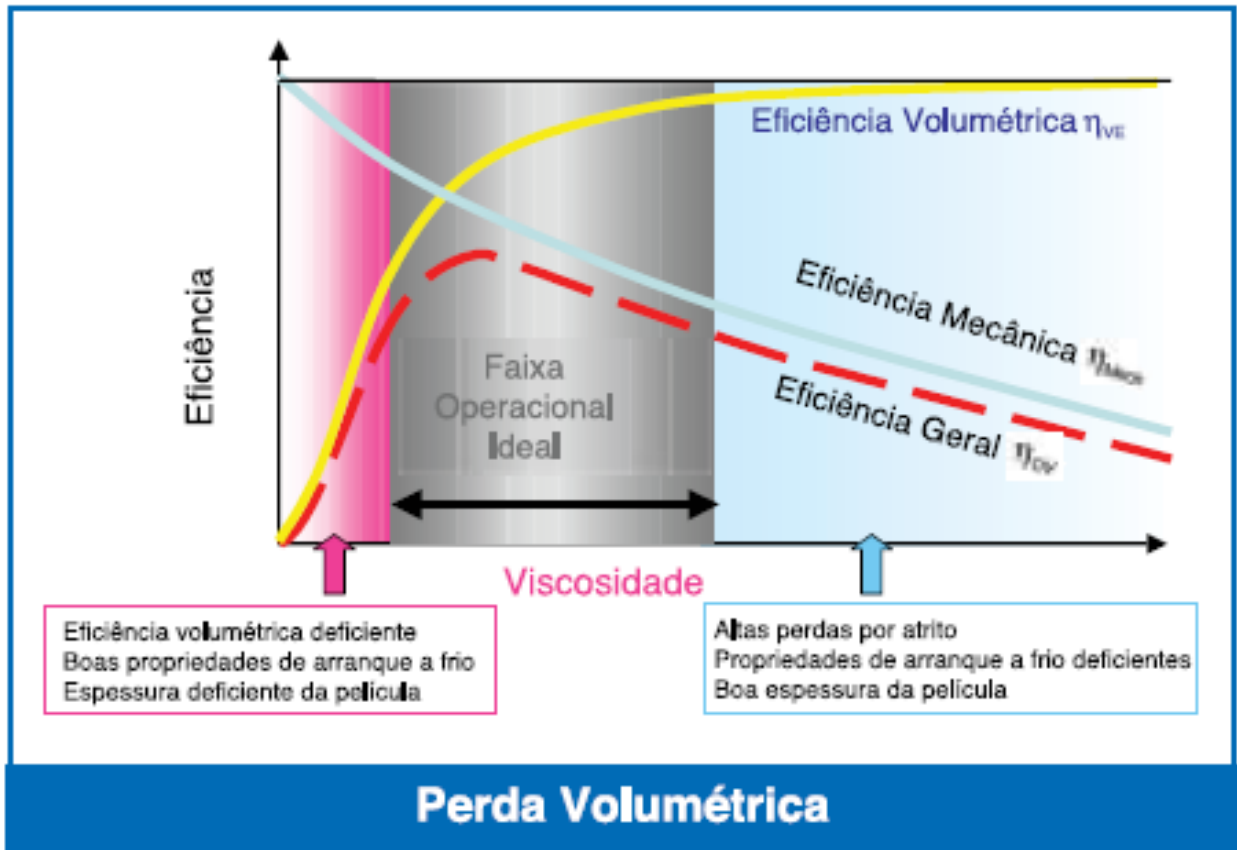 Eficiência Volumétrica ηVE
Eficiência
Eficiência Mecânica η
Eficiência Geral η
Faixa
Operacional
Ideal
Viscosidade
Eficiência volumétrica deficiente
Boas propriedades de arranque a frio
Espessura deficiente da película
Altas perdas por atrito
Propriedades de arranque a frio deficientes
Boa espessura da película
Perda Volumétrica